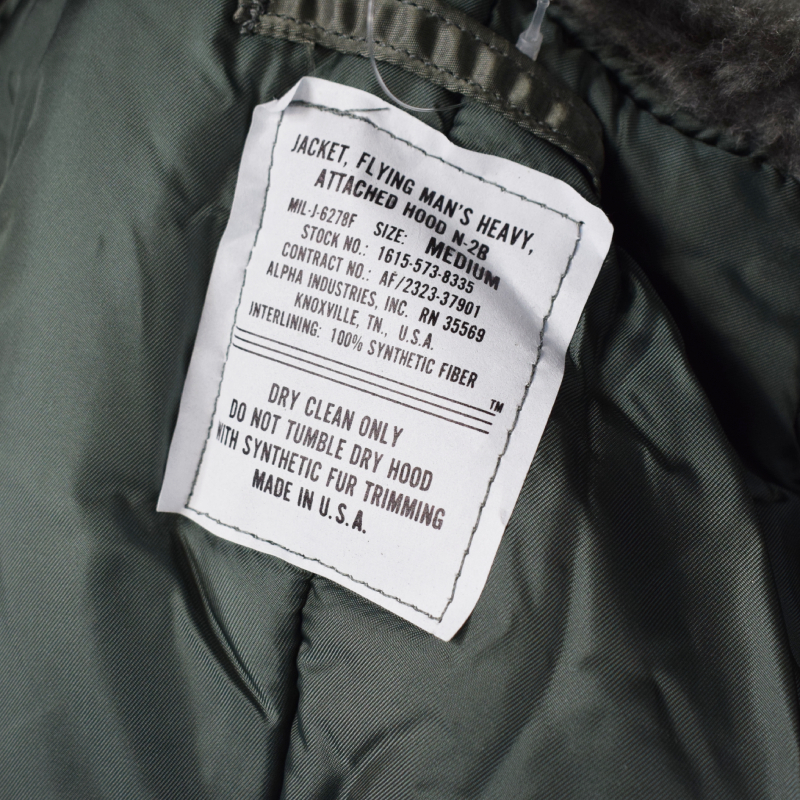 JACKET, FLYING MAN'S HEAVY,
ATTACHED HOOD N-2B
MIL-J-6278F SIZE: MEDIUM
STOCK NO.: 1615-573-8335
CONTRACT NO.: AF/2323-37901
ALPHA INDUSTRIES, INC. RN 35569
KNOXVILLE, TN., U.S.A.
INTERLINING: 100% SYNTHETIC FIBER
TM
DRY CLEAN ONLY
DO NOT TUMBLE DRY HOOD
WITH SYNTHETIC FUR TRIMMING
MADE IN U.S.A.